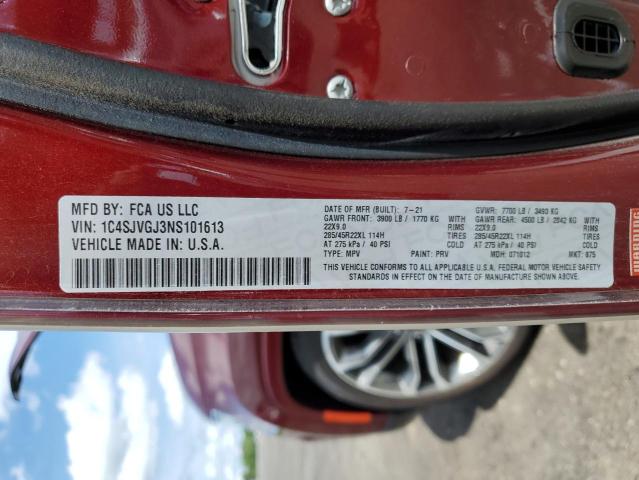 MFD BY: FCA US LLC
VIN: 1C4SJVGJ3NS101613
VEHICLE MADE IN U.S.A.
DATE OF MFR (BUILT): 7-21 GVWR: 7700 LB / 3493 KG
GAWR FRONT: 3900 LB / 1770 KG GAWR REAR: 4500 LB / 2042 KG
22X9.0 RIMS 22X9.0 RIMS
285/45R22XL 114H TIRES 285/45R22XL 114H TIRES
AT 275 kPa / 40 PSI COLD AT 275 kPa / 40 PSI COLD
TYPE: MPV PAINT: PRV MDH: 071012 MKT: 875
THIS VEHICLE CONFORMS TO ALL APPLICABLE U.S.A. FEDERAL MOTOR VEHICLE SAFETY
STANDARDS IN EFFECT ON THE DATE OF MANUFACTURE SHOWN ABOVE.
WARNING